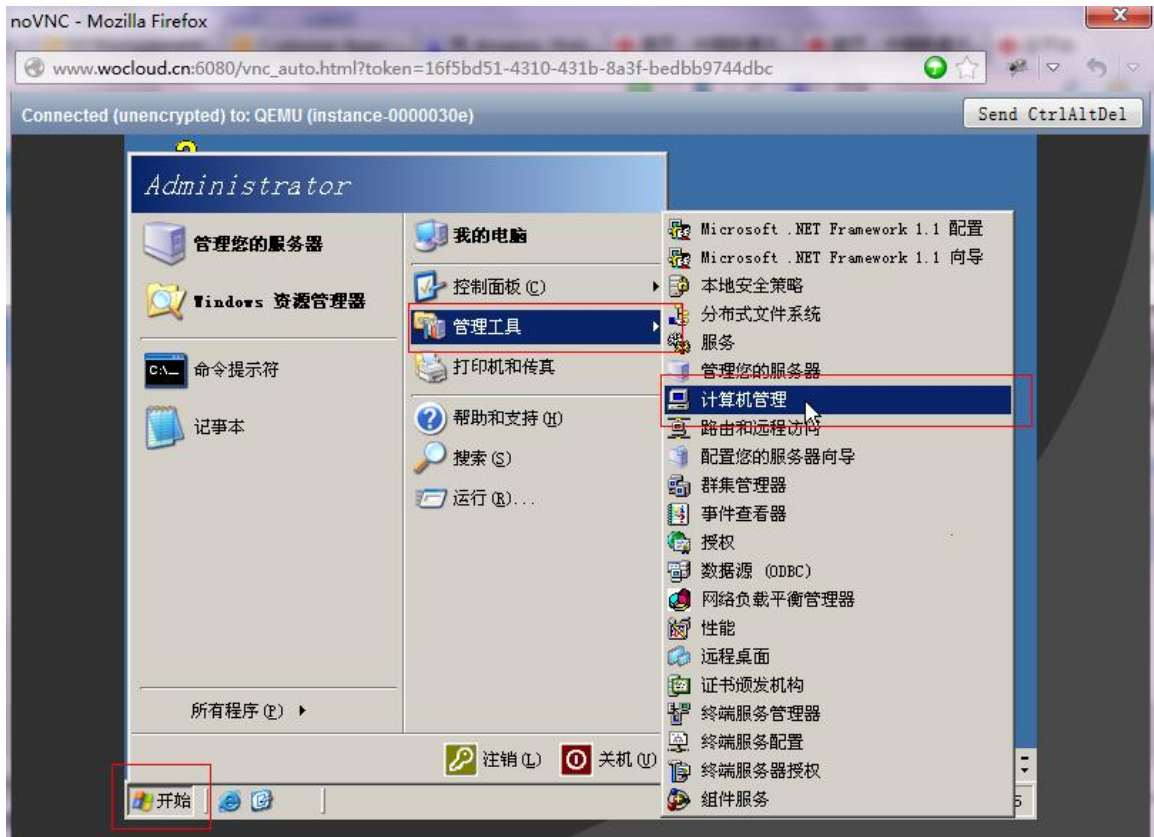 noVNC - Mozilla Firefox
www.wocloud.cn:6080/vnc_auto.html?token=16f5bd51-4310-431b-8a3f-bedbb9744dbc
Connected (unencrypted) to: QEMU (instance-0000030e)
Send CtrlAltDel
Administrator
管理您的服务器
Windows 资源管理器
命令提示符
记事本
所有程序(P)
我的电脑
控制面板(C)
管理工具
打印机和传真
帮助和支持(H)
搜索(S)
运行(R)...
注销(L)
关机(U)
Microsoft .NET Framework 1.1 配置
Microsoft .NET Framework 1.1 向导
本地安全策略
分布式文件系统
服务
管理您的服务器
计算机管理
路由和远程访问
配置您的服务器向导
群集管理器
事件查看器
授权
数据源 (ODBC)
网络负载平衡管理器
性能
远程桌面
证书颁发机构
终端服务管理器
终端服务配置
终端服务器授权
组件服务
开始